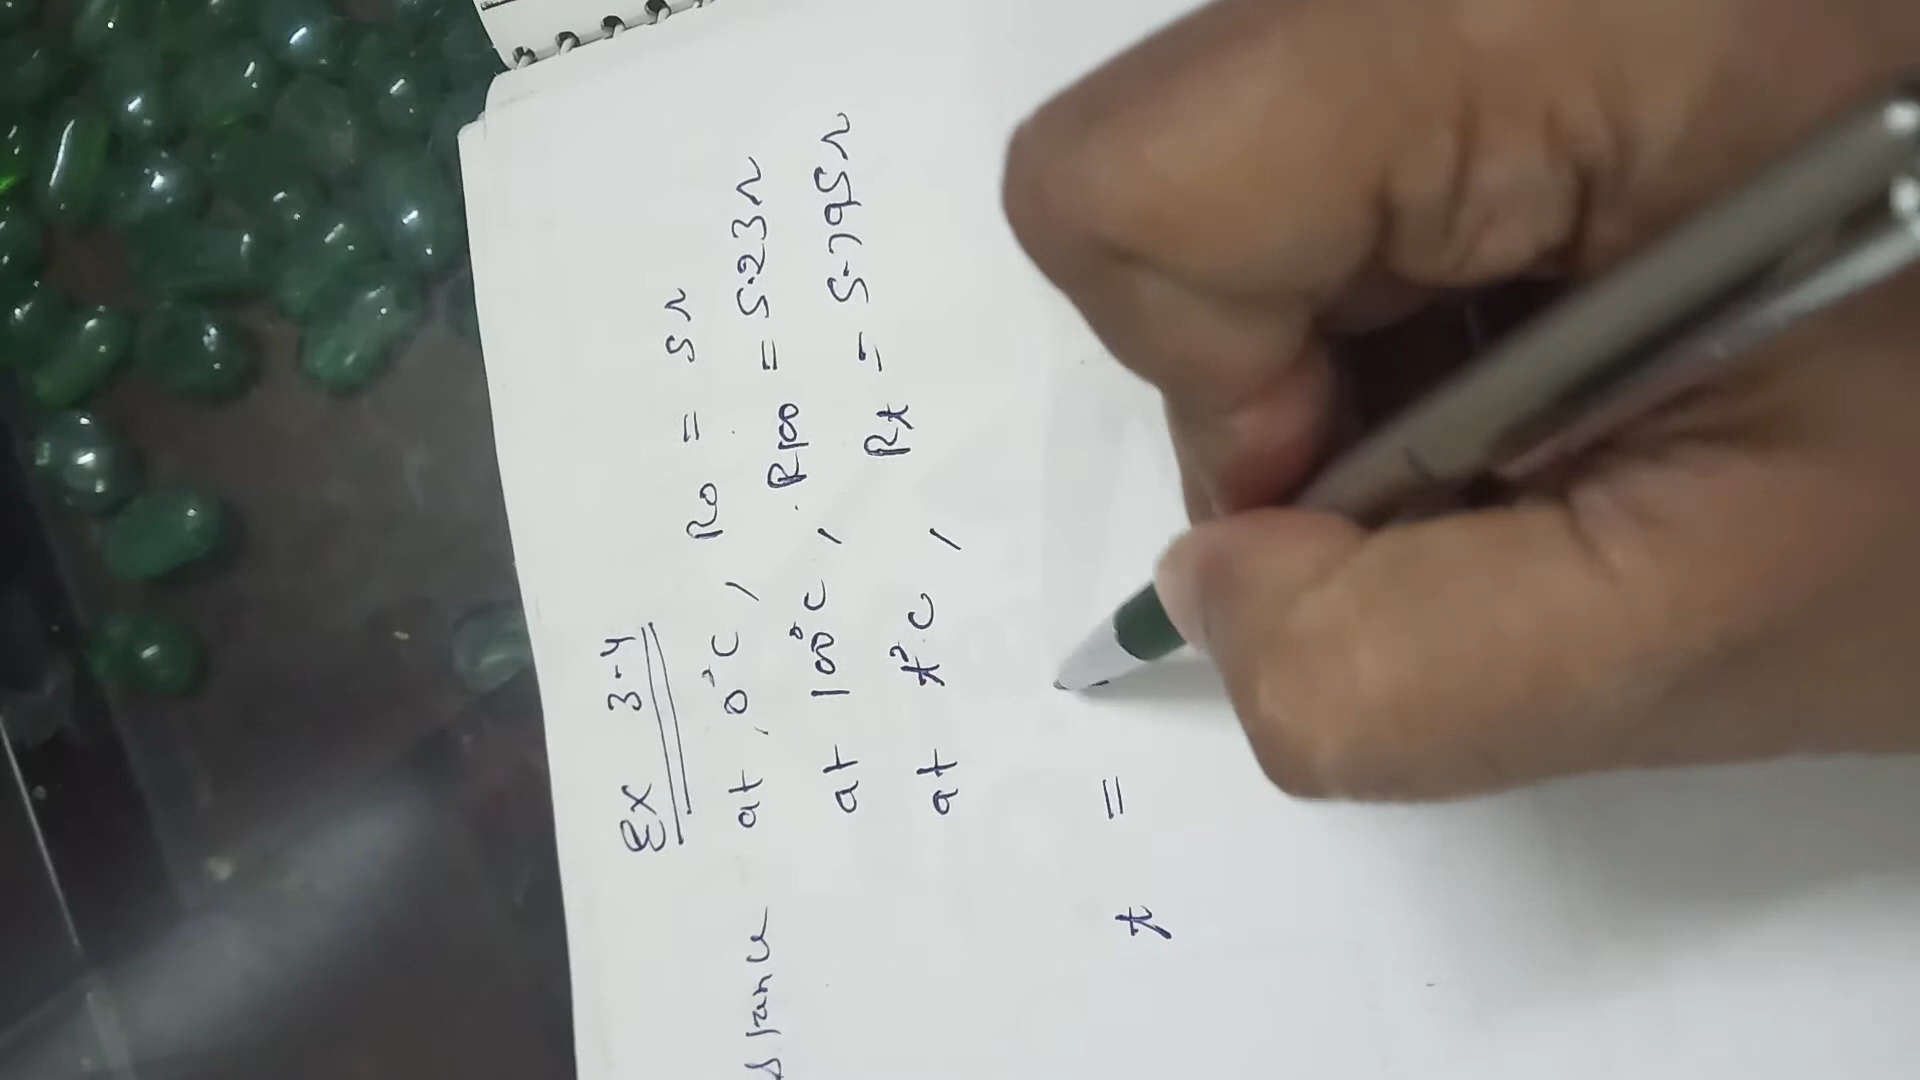 Ex 3.4
at 0°C, R0 = 5Ω
at 100°C, R100 = 5.23Ω
at t°C, Rt = 5.795Ω
t =